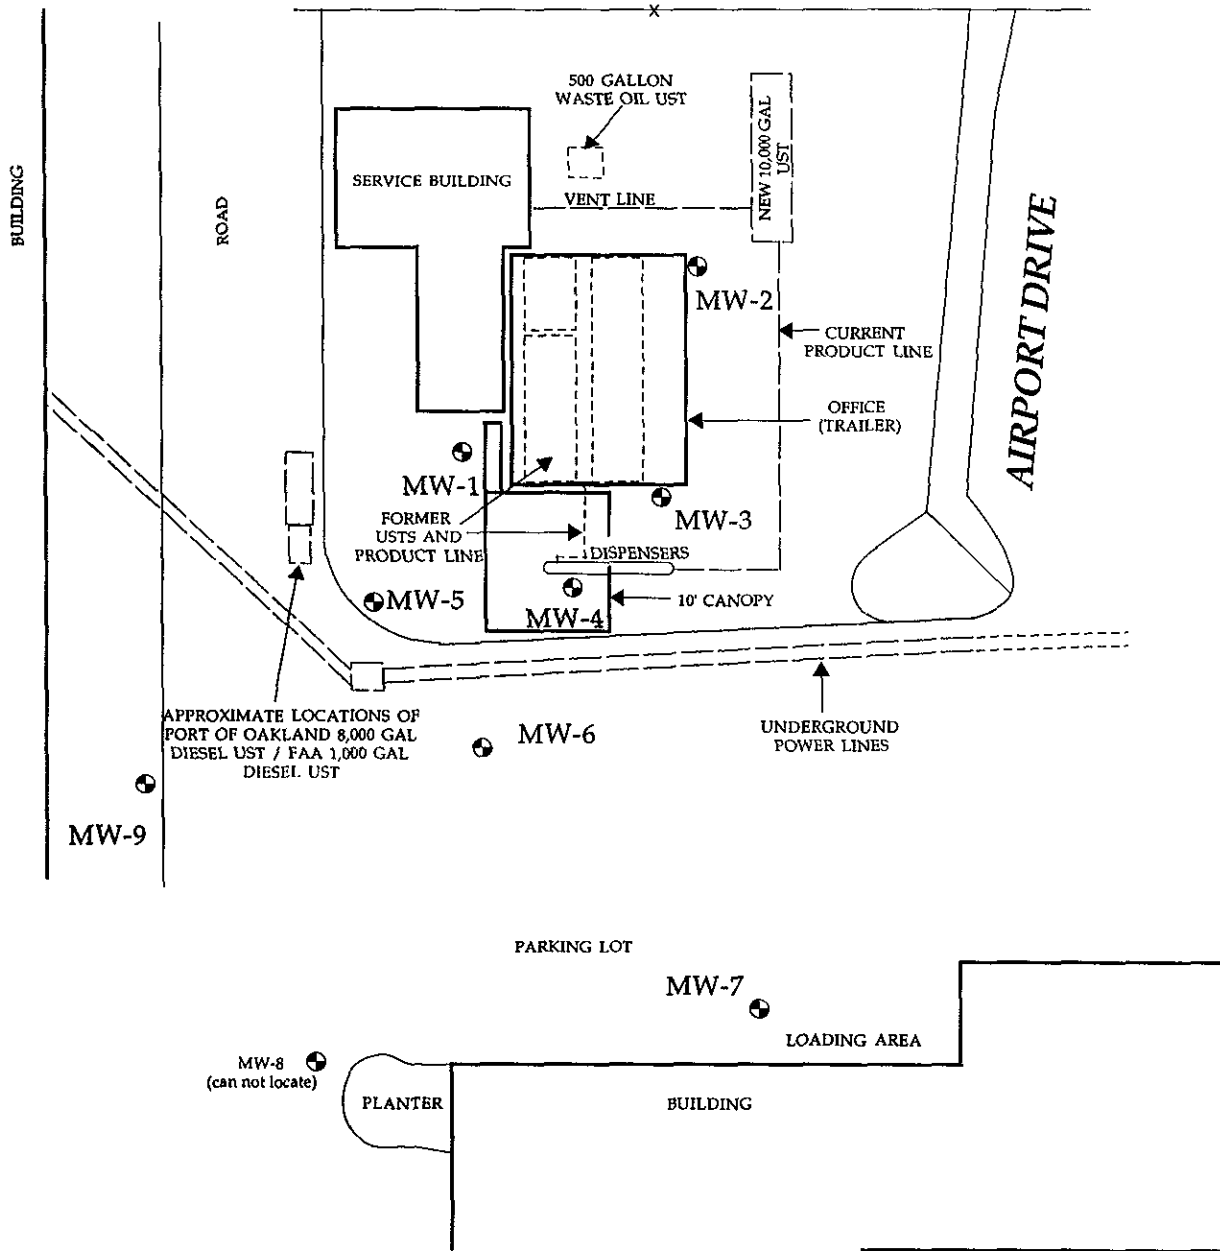 x
500 GALLON
WASTE OIL UST
NEW 10,000 GAL
UST
BUILDING
ROAD
SERVICE BUILDING
VENT LINE
AIRPORT DRIVE
MW-2
CURRENT
PRODUCT LINE
OFFICE
(TRAILER)
MW-1
MW-3
FORMER
USTS AND
PRODUCT LINE
DISPENSERS
MW-5
MW-4
10' CANOPY
APPROXIMATE LOCATIONS OF
PORT OF OAKLAND 8,000 GAL
DIESEL UST / FAA 1,000 GAL
DIESEL UST
MW-6
UNDERGROUND
POWER LINES
MW-9
PARKING LOT
MW-7
LOADING AREA
MW-8
(can not locate)
PLANTER
BUILDING